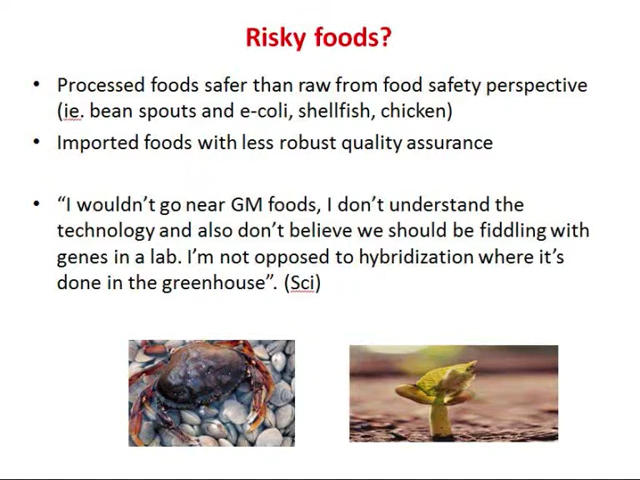 Risky foods?
• Processed foods safer than raw from food safety perspective
(ie. bean spouts and e-coli, shellfish, chicken)
• Imported foods with less robust quality assurance
• “I wouldn’t go near GM foods, I don’t understand the
technology and also don’t believe we should be fiddling with
genes in a lab. I’m not opposed to hybridization where it’s
done in the greenhouse”. (Sci)